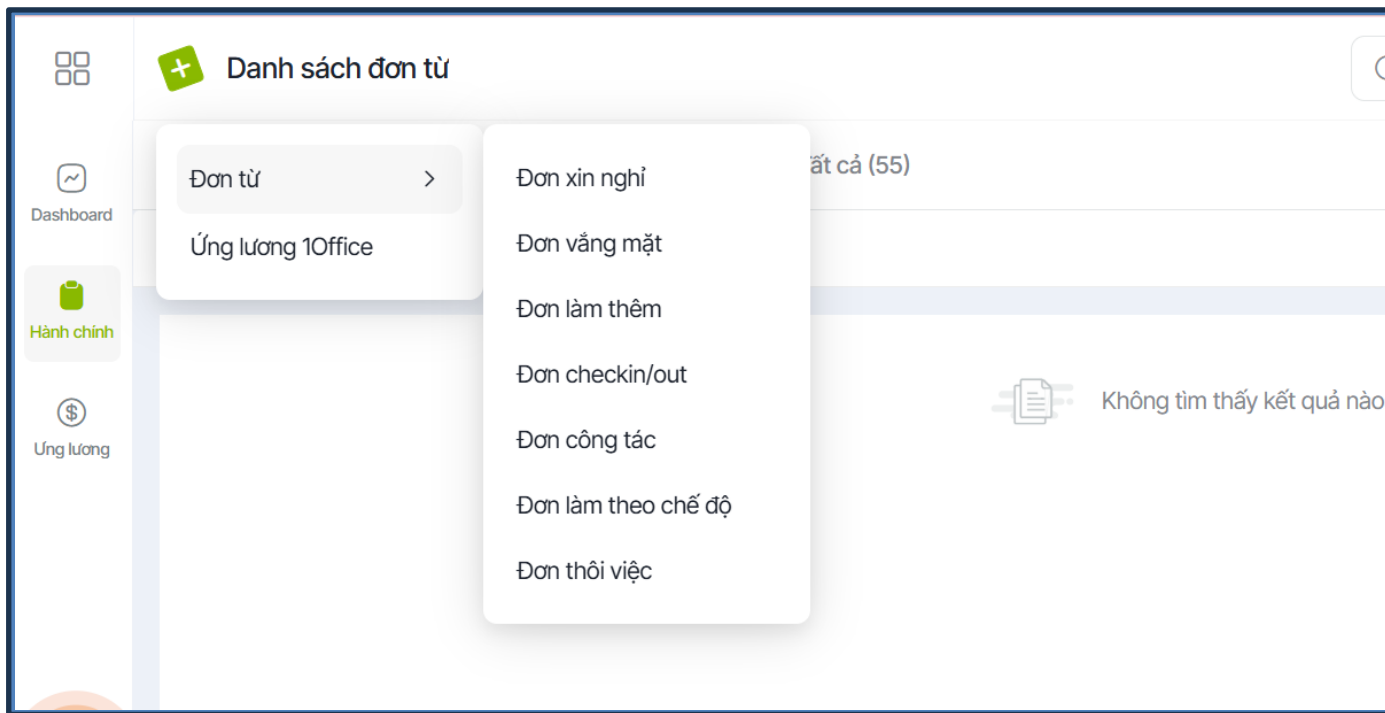 Danh sách đơn từ
Dashboard
Hành chính
Ứng lương
Đơn từ
Ứng lương 1Office
Đơn xin nghỉ
Đơn vắng mặt
Đơn làm thêm
Đơn checkin/out
Đơn công tác
Đơn làm theo chế độ
Đơn thôi việc
ất cả (55)
Không tìm thấy kết quả nào